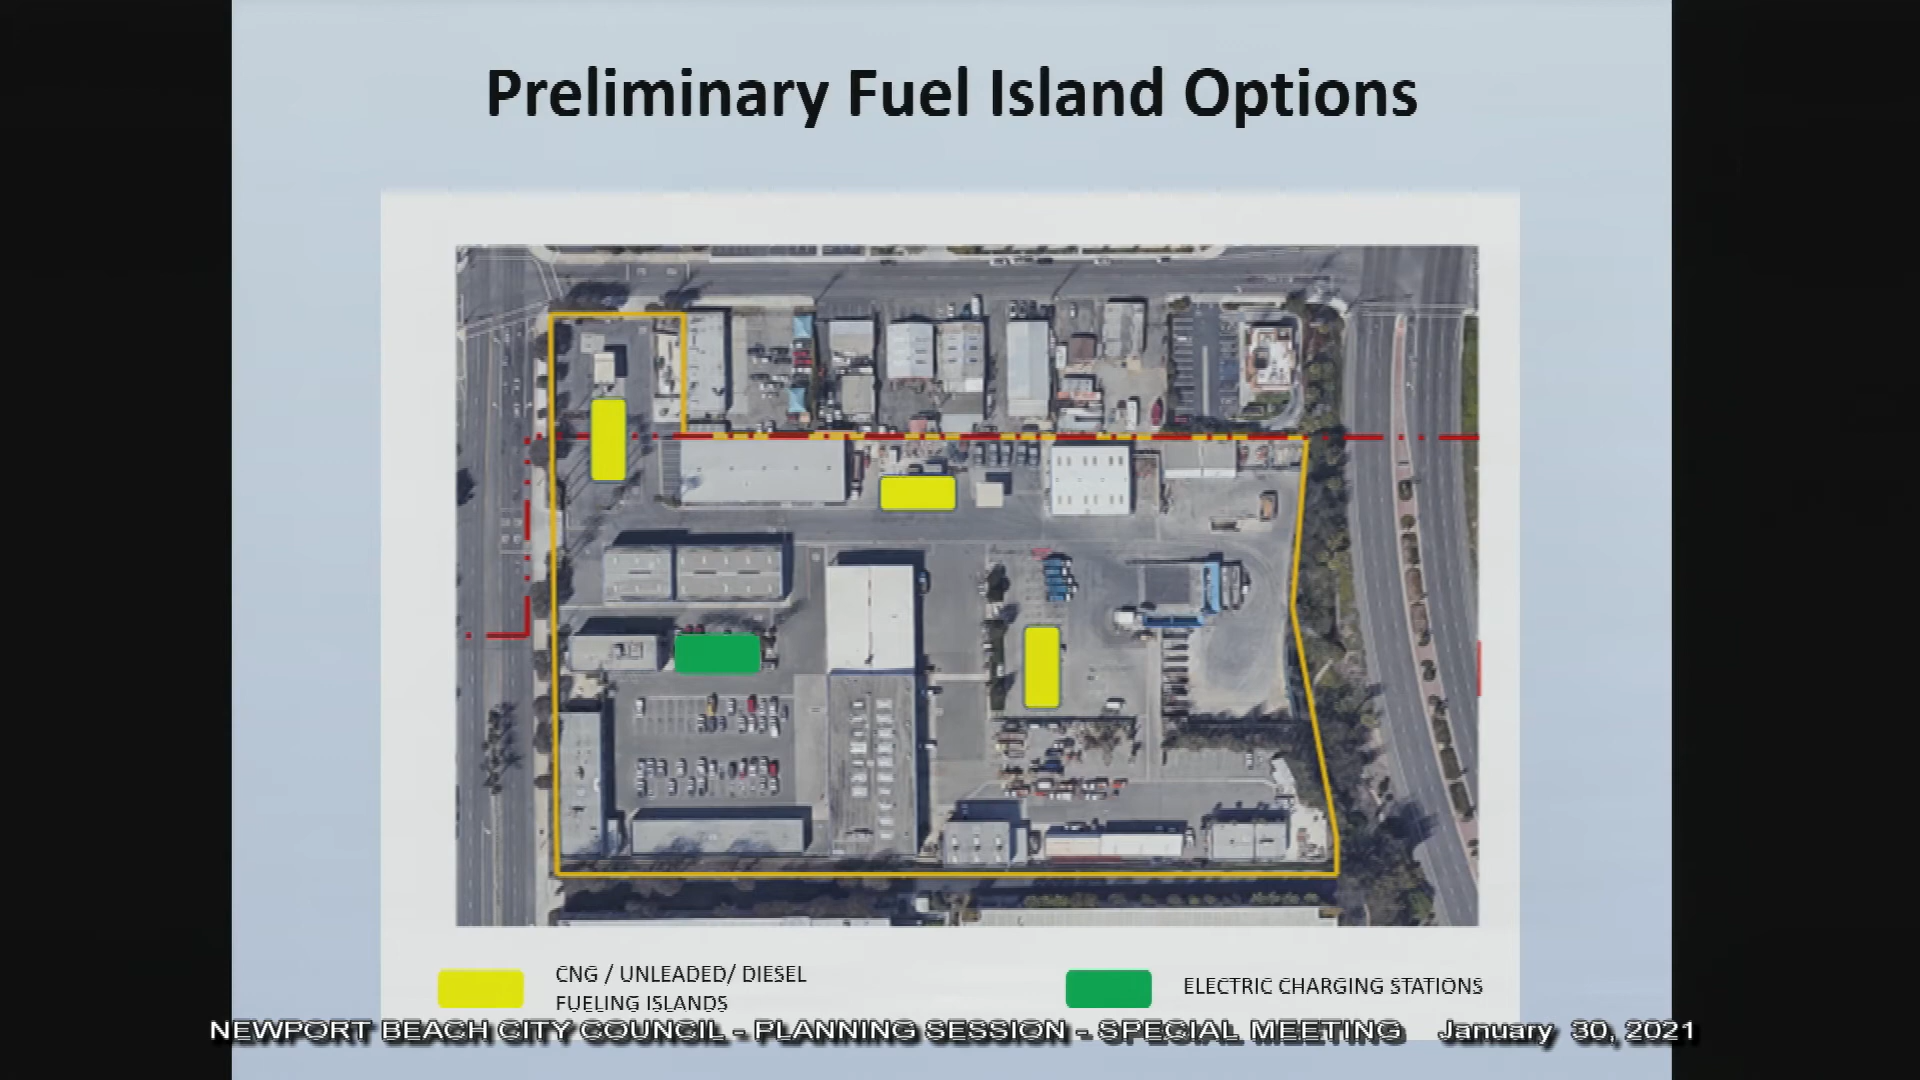 Preliminary Fuel Island Options
CNG / UNLEADED/ DIESEL
FUELING ISLANDS
ELECTRIC CHARGING STATIONS
NEWPORT BEACH CITY COUNCIL - PLANNING SESSION - SPECIAL MEETING January 30, 2021